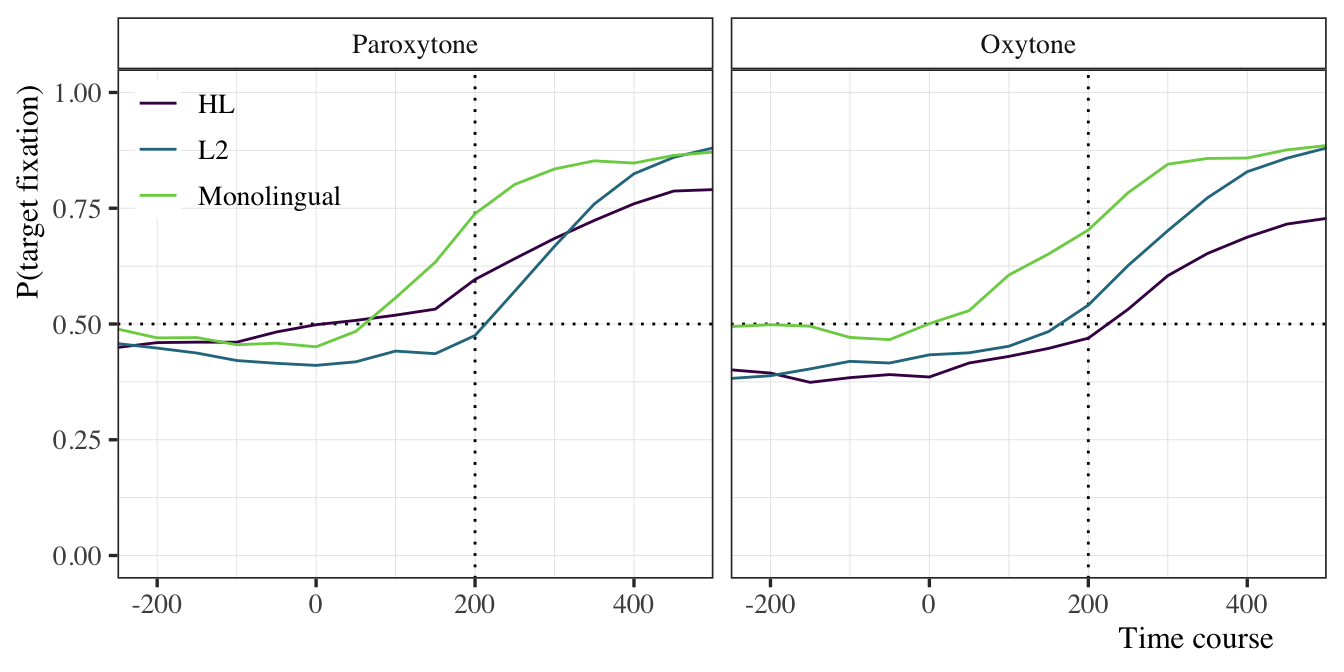 Paroxytone
Oxytone
P(target fixation)
1.00
0.75
0.50
0.25
0.00
HL
L2
Monolingual
-200 0 200 400
-200 0 200 400
Time course